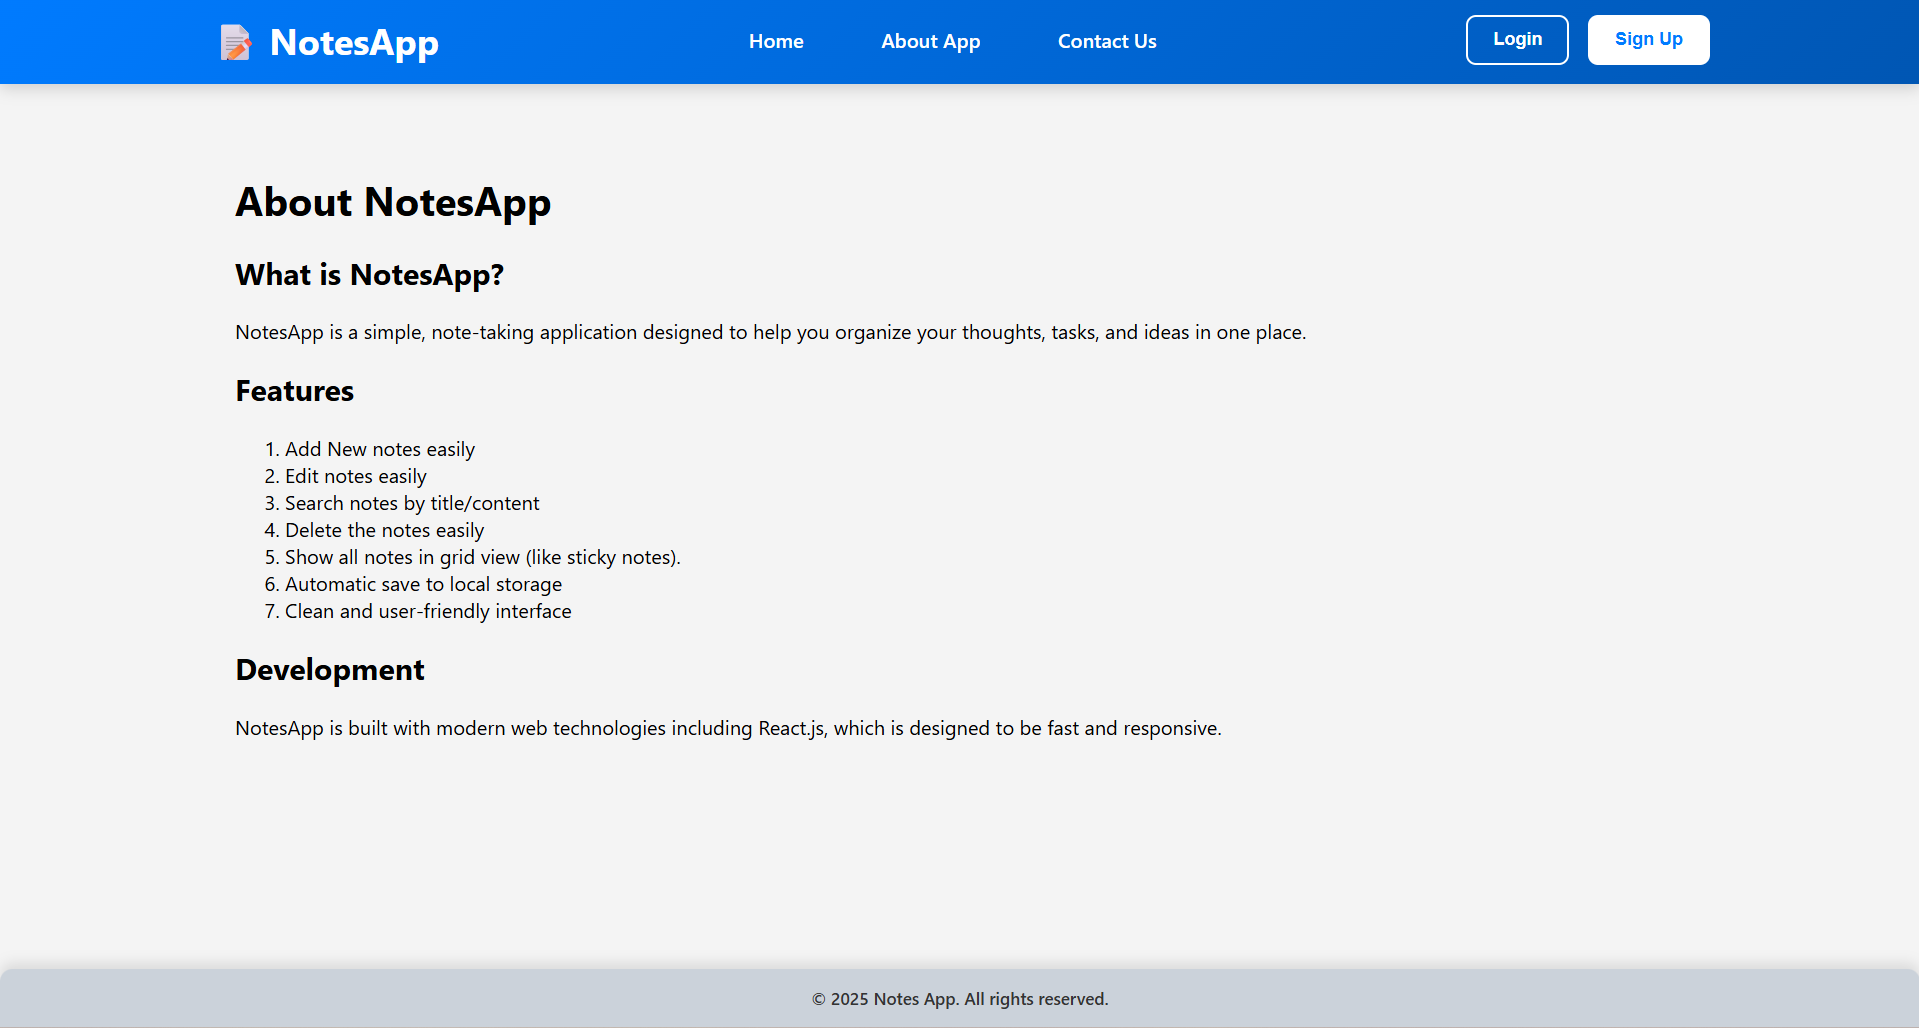 NotesApp
Home
About App
Contact Us
Login
Sign Up
About NotesApp
What is NotesApp?
NotesApp is a simple, note-taking application designed to help you organize your thoughts, tasks, and ideas in one place.
Features
1. Add New notes easily
2. Edit notes easily
3. Search notes by title/content
4. Delete the notes easily
5. Show all notes in grid view (like sticky notes).
6. Automatic save to local storage
7. Clean and user-friendly interface
Development
NotesApp is built with modern web technologies including React.js, which is designed to be fast and responsive.
© 2025 Notes App. All rights reserved.